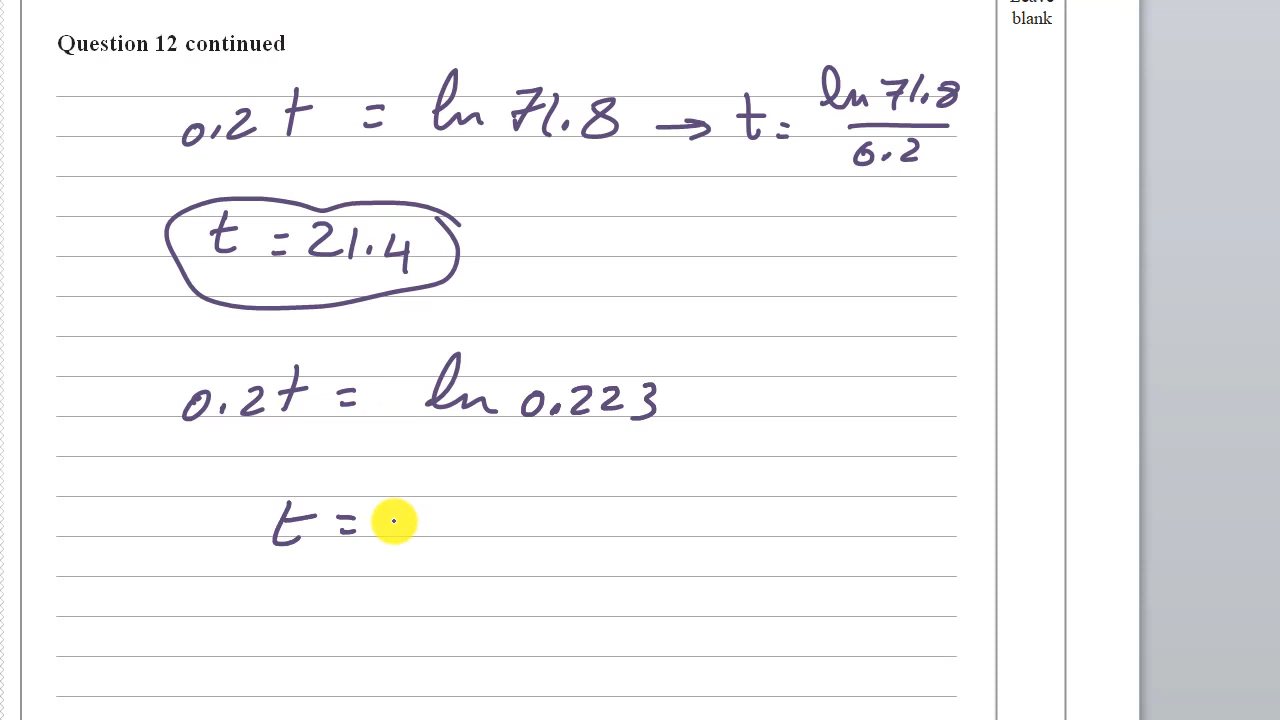 Leave
blank
Question 12 continued
0.2 t = ln 71.8 → t = ln 71.8 / 0.2
t = 21.4
0.2t = ln 0.223
t =